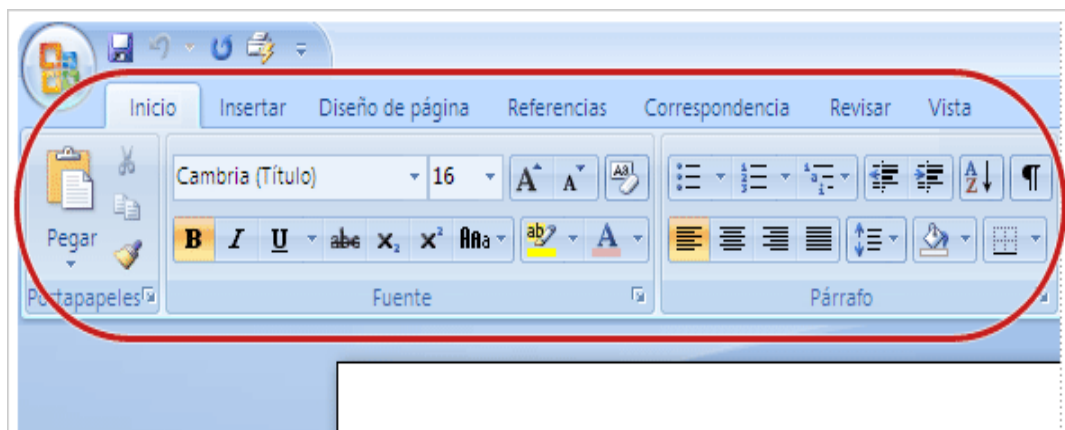 Inicio Insertar Diseño de página Referencias Correspondencia Revisar Vista
Cambria (Título) 16
Pegar
Portapapeles Fuente Párrafo